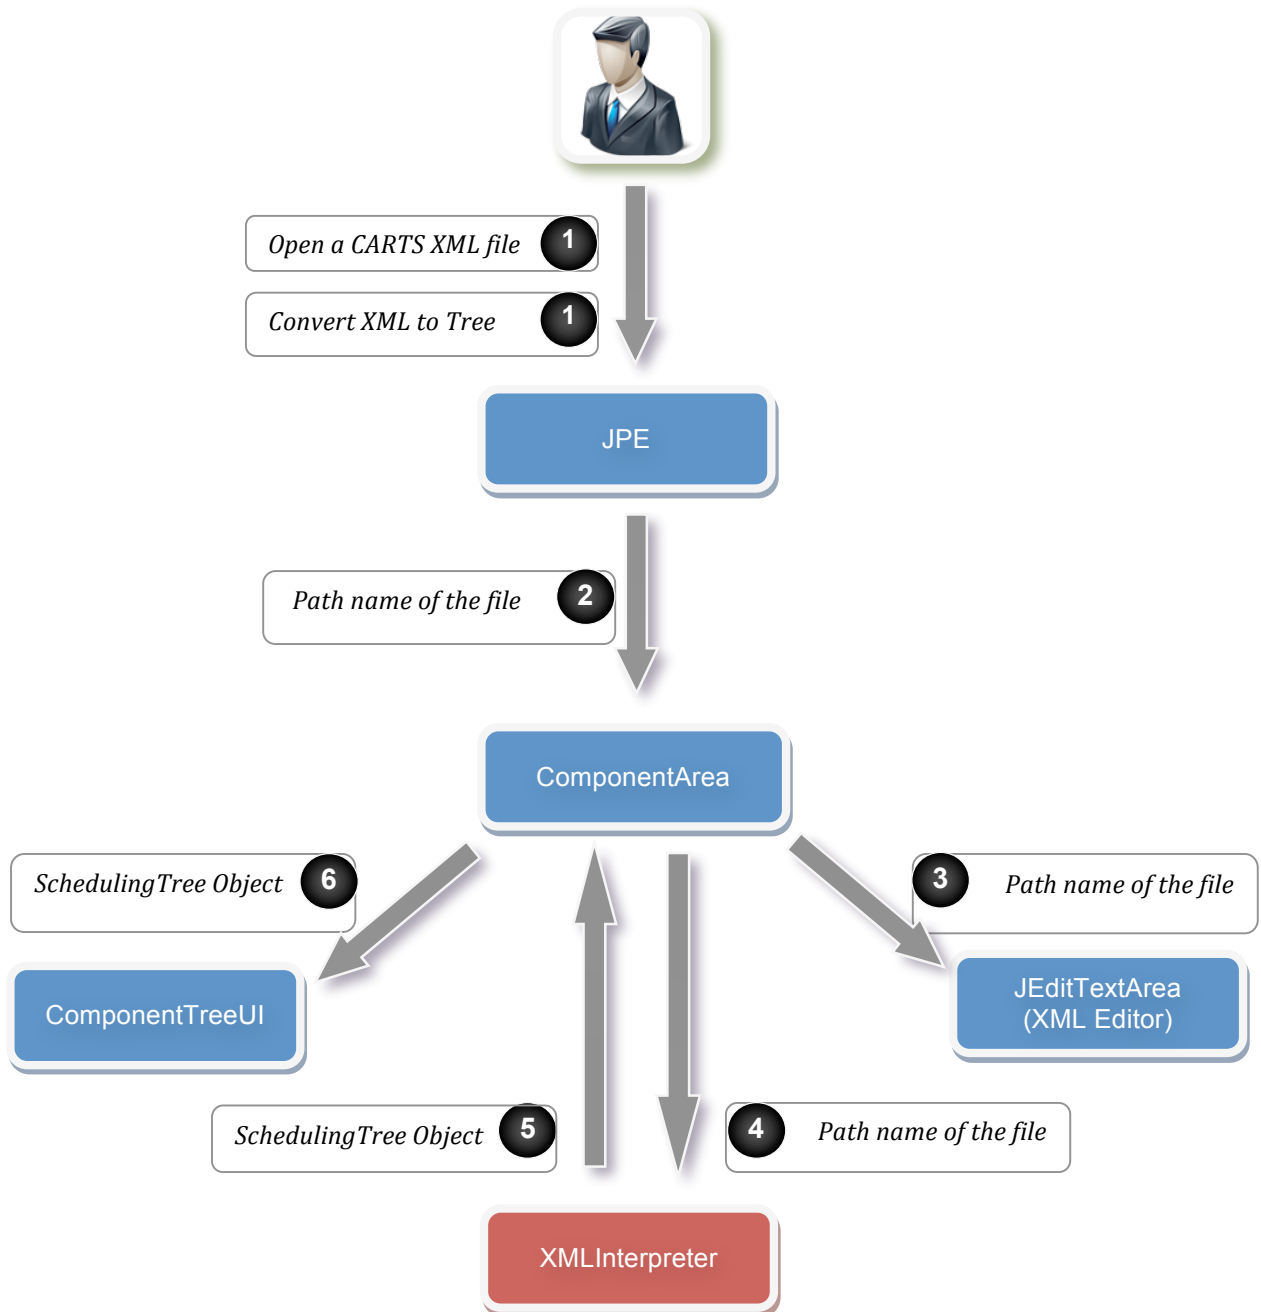 Open a CARTS XML file 1
Convert XML to Tree 1
JPE
Path name of the file 2
ComponentArea
SchedulingTree Object 6
3 Path name of the file
ComponentTreeUI
JEditTextArea
(XML Editor)
SchedulingTree Object 5
4 Path name of the file
XMLInterpreter